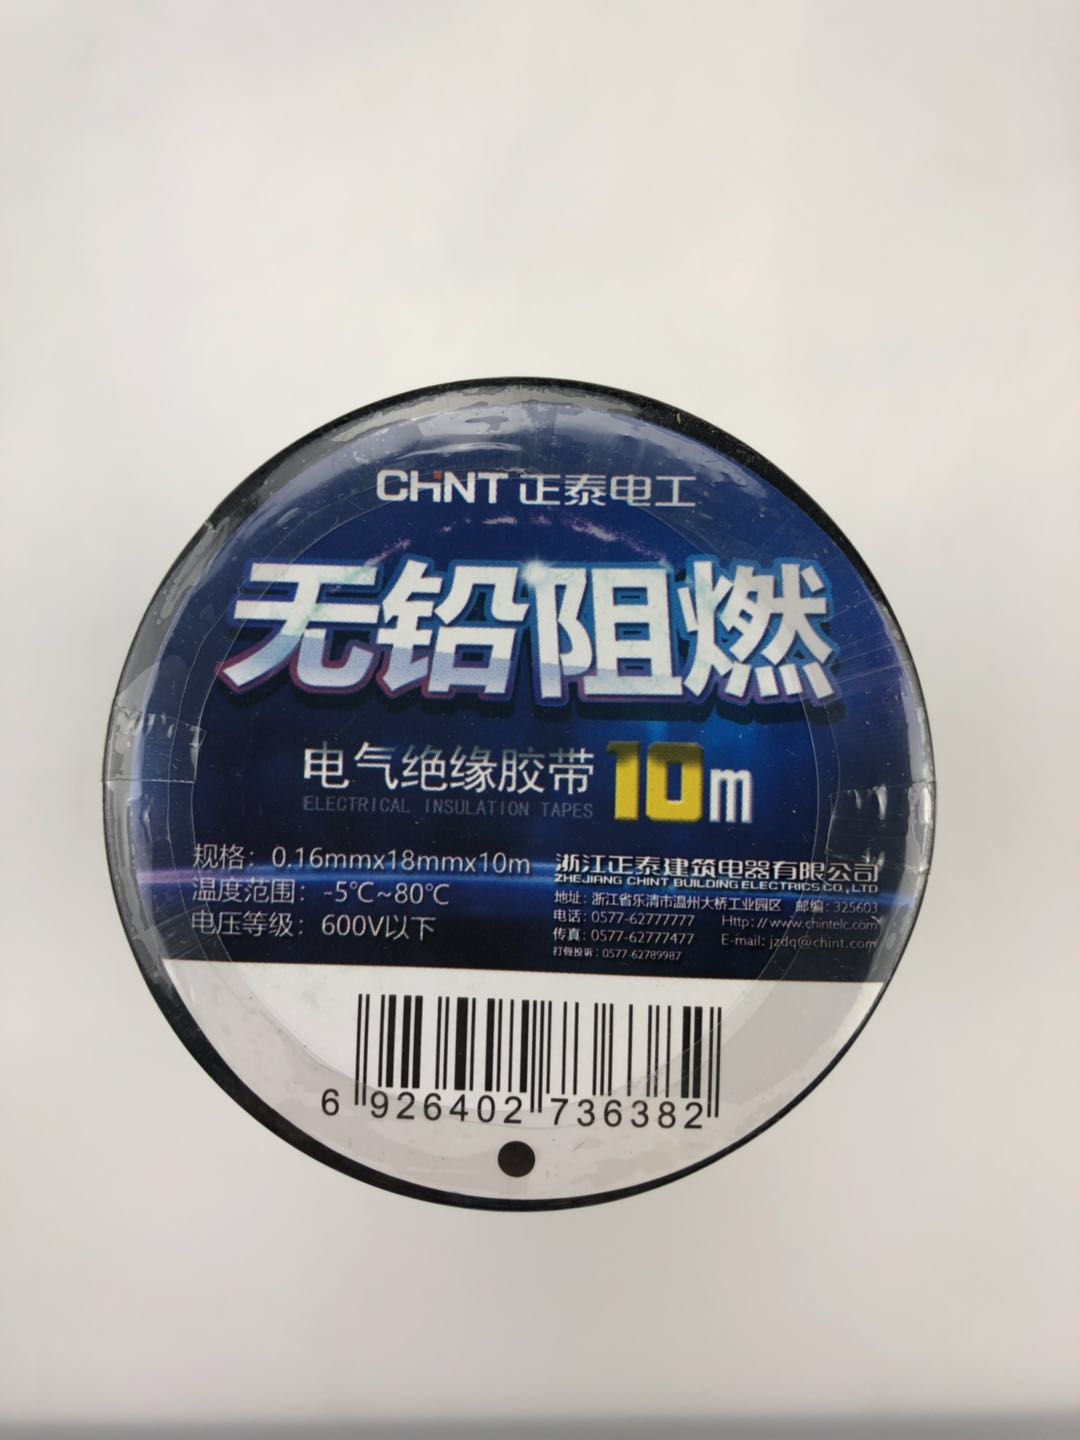 CHNT 正泰电工
无铅阻燃
电气绝缘胶带 10m
ELECTRICAL INSULATION TAPES
规格：0.16mmx18mmx10m
温度范围：-5℃~80℃
电压等级：600V以下
浙江正泰建筑电器有限公司
ZHEJIANG CHINT BUILDING ELECTRICS CO.,LTD
地址：浙江省乐清市温州大桥工业园区 邮编：325603
电话：0577-62777777 Http://www.chintelc.com
传真：0577-62777477 E-mail: jzdq@chint.com
打假投诉：0577-62789987
6 926402 736382